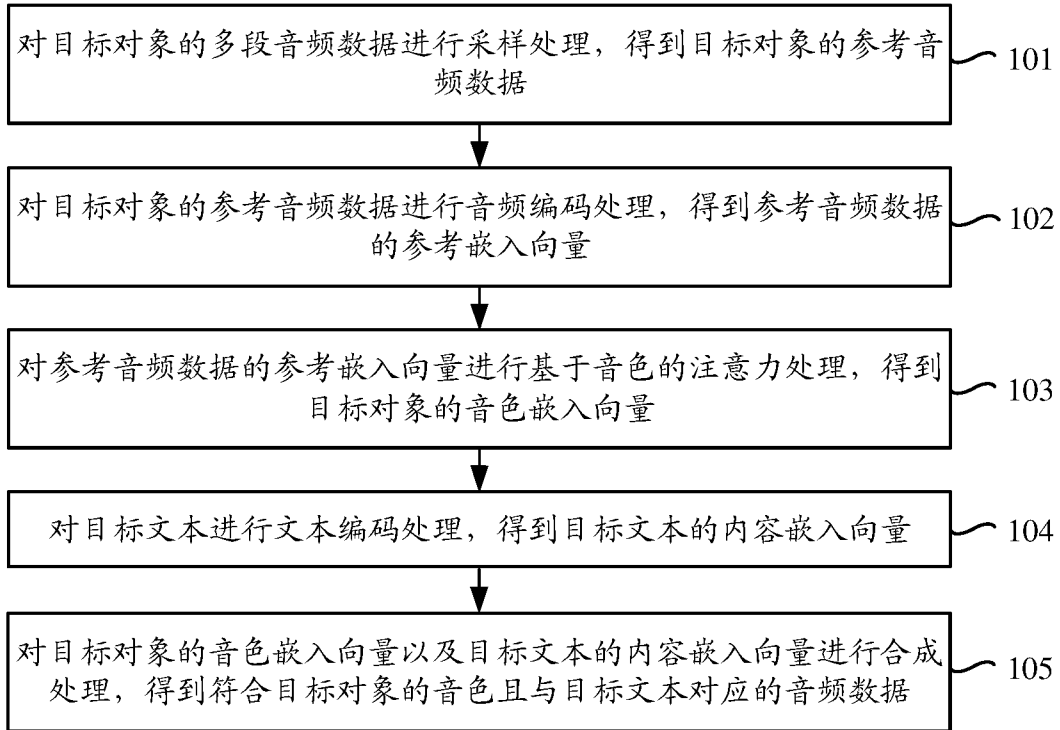 对目标对象的多段音频数据进行采样处理，得到目标对象的参考音
频数据
101
对目标对象的参考音频数据进行音频编码处理，得到参考音频数据
的参考嵌入向量
102
对参考音频数据的参考嵌入向量进行基于音色的注意力处理，得到
目标对象的音色嵌入向量
103
对目标文本进行文本编码处理，得到目标文本的内容嵌入向量
104
对目标对象的音色嵌入向量以及目标文本的内容嵌入向量进行合成
处理，得到符合目标对象的音色且与目标文本对应的音频数据
105